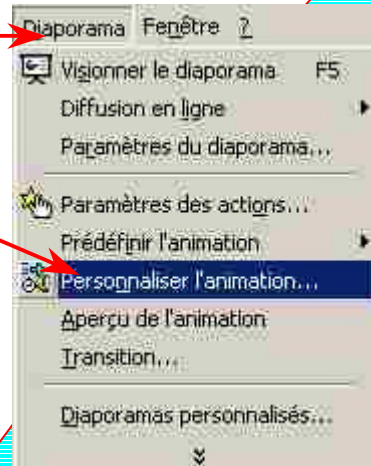 Diaporama Fenêtre ?
Visionner le diaporama F5
Diffusion en ligne
Paramètres du diaporama...
Paramètres des actions...
Prédéfinir l'animation
Personnaliser l'animation...
Aperçu de l'animation
Transition...
Diaporamas personnalisés...